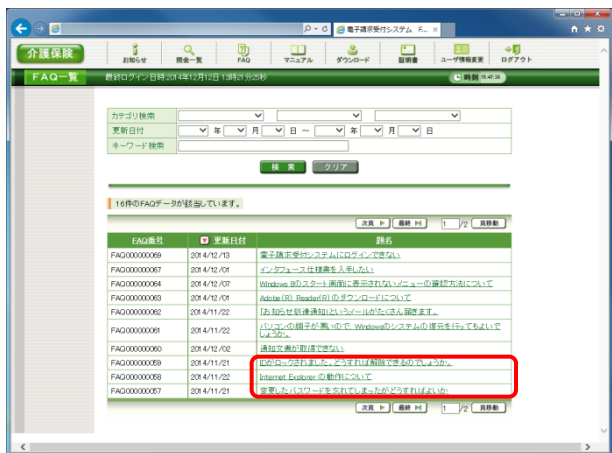 電子請求受付システム F...
介護保険
お知らせ 照会一覧 FAQ マニュアル ダウンロード 証明書 ユーザ情報変更 ログアウト
FAQ一覧 最終ログイン日時:2014年12月12日 13時21分25秒 時刻 15:47:38
カテゴリ検索
更新日付 年 月 日 ～ 年 月 日
キーワード検索
検 索 クリア
16件のFAQデータが該当しています。
次頁 最終 1 /2 頁移動
FAQ番号 更新日付 題名
FAQ000000069 2014/12/13 電子請求受付システムにログインできない
FAQ000000067 2014/12/01 インタフェース仕様書を入手したい
FAQ000000064 2014/12/07 Windows 8のスタート画面に表示されないメニューの確認方法について
FAQ000000063 2014/12/01 Adobe(R) Reader(R)のダウンロードについて
FAQ000000062 2014/11/22 「お知らせ到達通知」というメールがたくさん届きます。
FAQ000000061 2014/11/22 パソコンの調子が悪いので、Windowsのシステムの復元を行ってもよいで
しょうか。
FAQ000000060 2014/12/02 通知文書が取得できない
FAQ000000059 2014/11/21 IDがロックされました。どうすれば解除できるのでしょうか。
FAQ000000058 2014/11/22 Internet Explorer の動作について
FAQ000000057 2014/11/21 変更したパスワードを忘れてしまったがどうすればよいか
次頁 最終 1 /2 頁移動